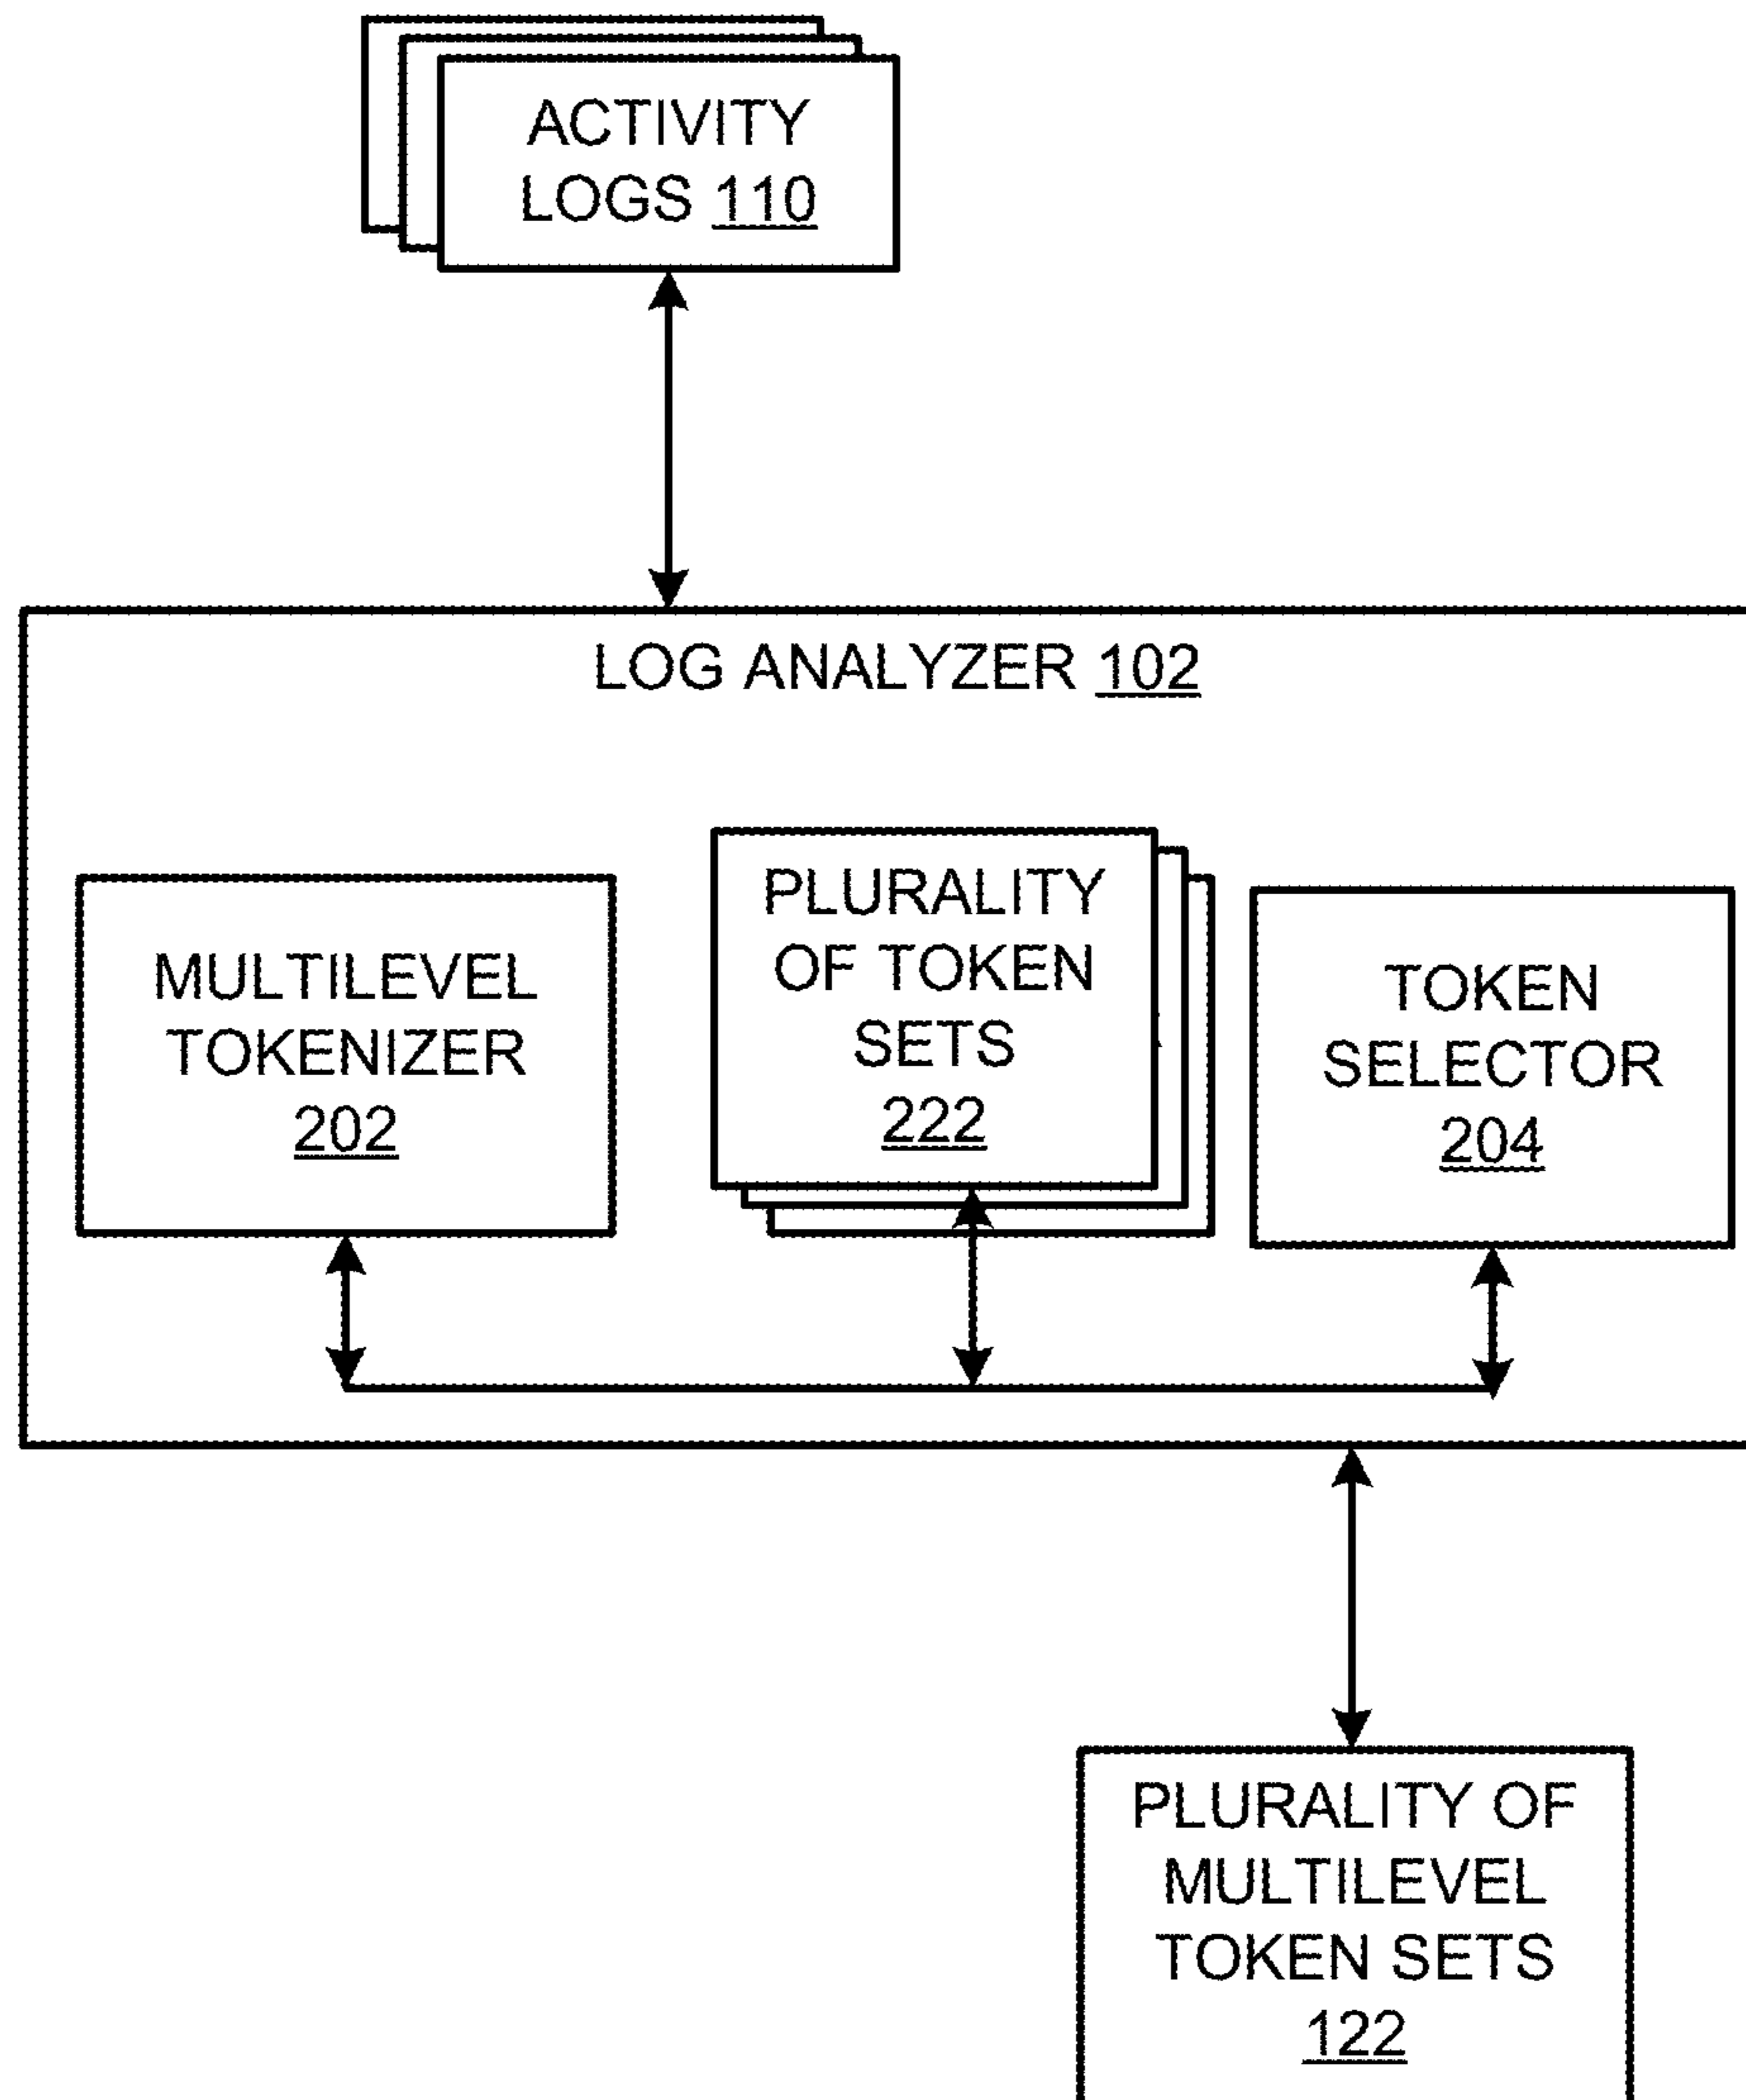 ACTIVITY
LOGS 110
LOG ANALYZER 102
MULTILEVEL
TOKENIZER
202
PLURALITY
OF TOKEN
SETS
222
TOKEN
SELECTOR
204
PLURALITY OF
MULTILEVEL
TOKEN SETS
122